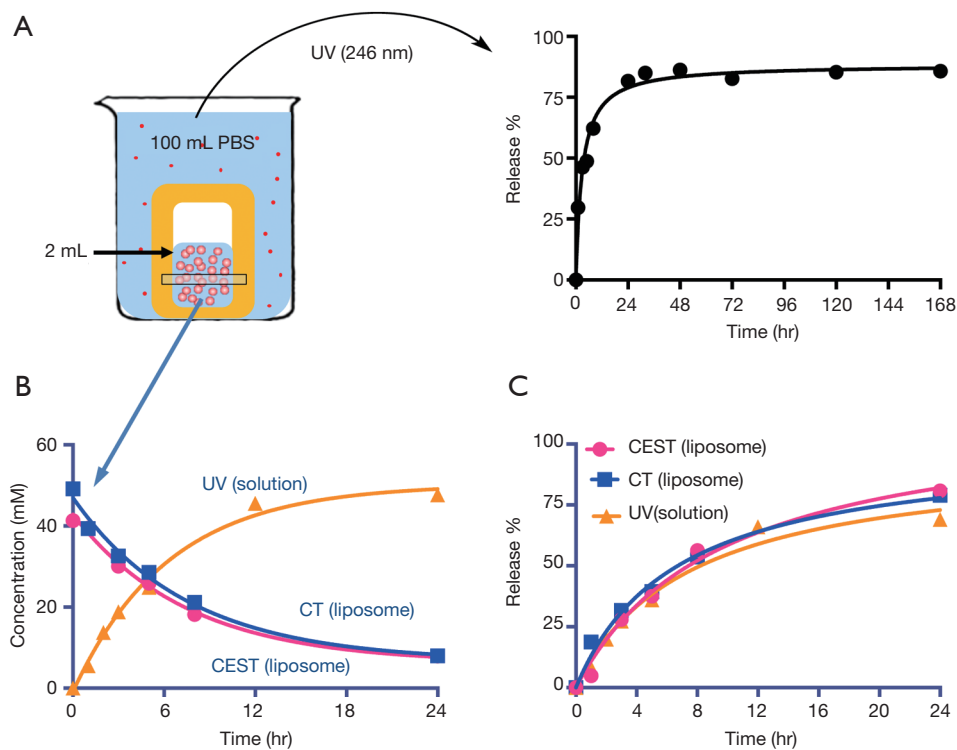 A
UV (246 nm)
100 mL PBS
2 mL
100
75
50
25
0
Release %
0 24 48 72 96 120 144 168
Time (hr)
B
60
40
20
0
Concentration (mM)
UV (solution)
CT (liposome)
CEST (liposome)
0 6 12 18 24
Time (hr)
C
100
75
50
25
0
Release %
CEST (liposome)
CT (liposome)
UV(solution)
0 4 8 12 16 20 24
Time (hr)